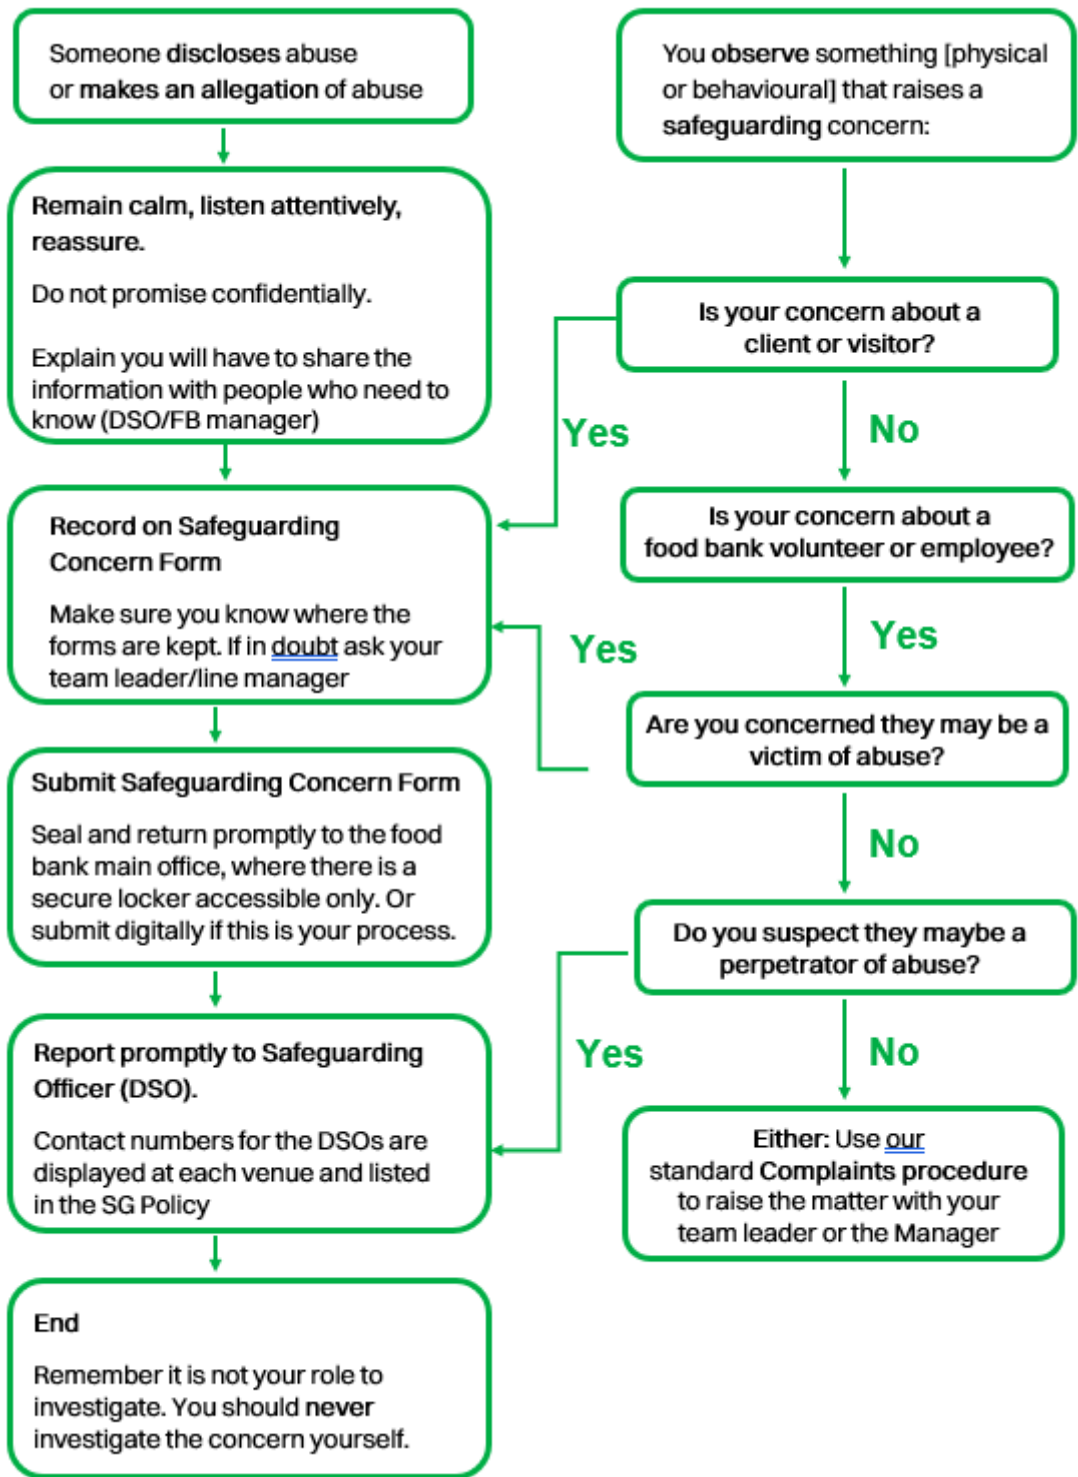 Someone discloses abuse
or makes an allegation of abuse
Remain calm, listen attentively,
reassure.
Do not promise confidentially.
Explain you will have to share the
information with people who need to
know (DSO/FB manager)
Record on Safeguarding
Concern Form
Make sure you know where the
forms are kept. If in doubt ask your
team leader/line manager
Submit Safeguarding Concern Form
Seal and return promptly to the food
bank main office, where there is a
secure locker accessible only. Or
submit digitally if this is your process.
Report promptly to Safeguarding
Officer (DSO).
Contact numbers for the DSOs are
displayed at each venue and listed
in the SG Policy
End
Remember it is not your role to
investigate. You should never
investigate the concern yourself.
You observe something [physical
or behavioural] that raises a
safeguarding concern:
Is your concern about a
client or visitor?
Yes
No
Is your concern about a
food bank volunteer or employee?
Yes
Are you concerned they may be a
victim of abuse?
Yes
No
Do you suspect they maybe a
perpetrator of abuse?
Yes
No
Either: Use our
standard Complaints procedure
to raise the matter with your
team leader or the Manager